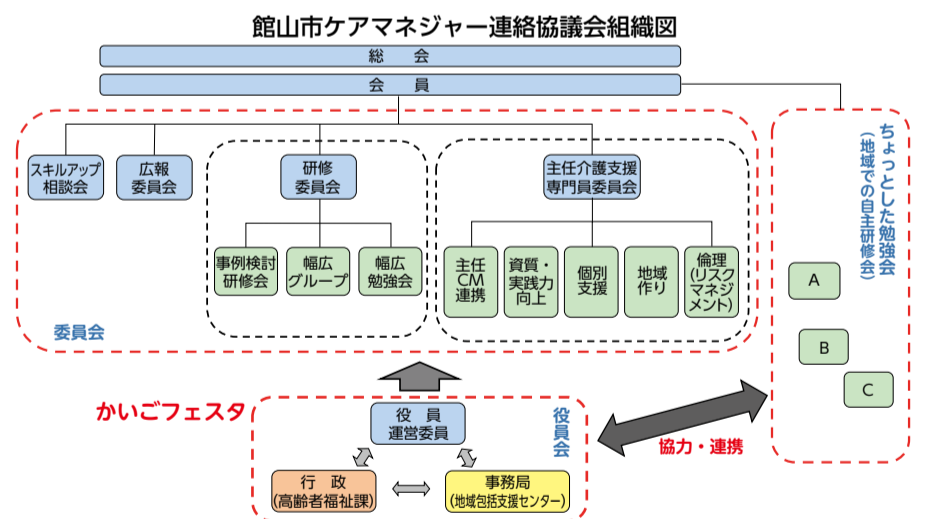 館山市ケアマネジャー連絡協議会組織図
総　会
会　員
スキルアップ
相談会
広報
委員会
研修
委員会
主任介護支援
専門員委員会
事例検討
研修会
幅広
グループ
幅広
勉強会
主任
CM
連携
資質・
実践力
向上
個別
支援
地域
作り
倫理
(リスク
マネジ
メント)
委員会
ちょっとした勉強会
(地域での自主研修会)
A
B
C
かいごフェスタ
役　員
運営委員
役員会
協力・連携
行　政
(高齢者福祉課)
事務局
(地域包括支援センター)